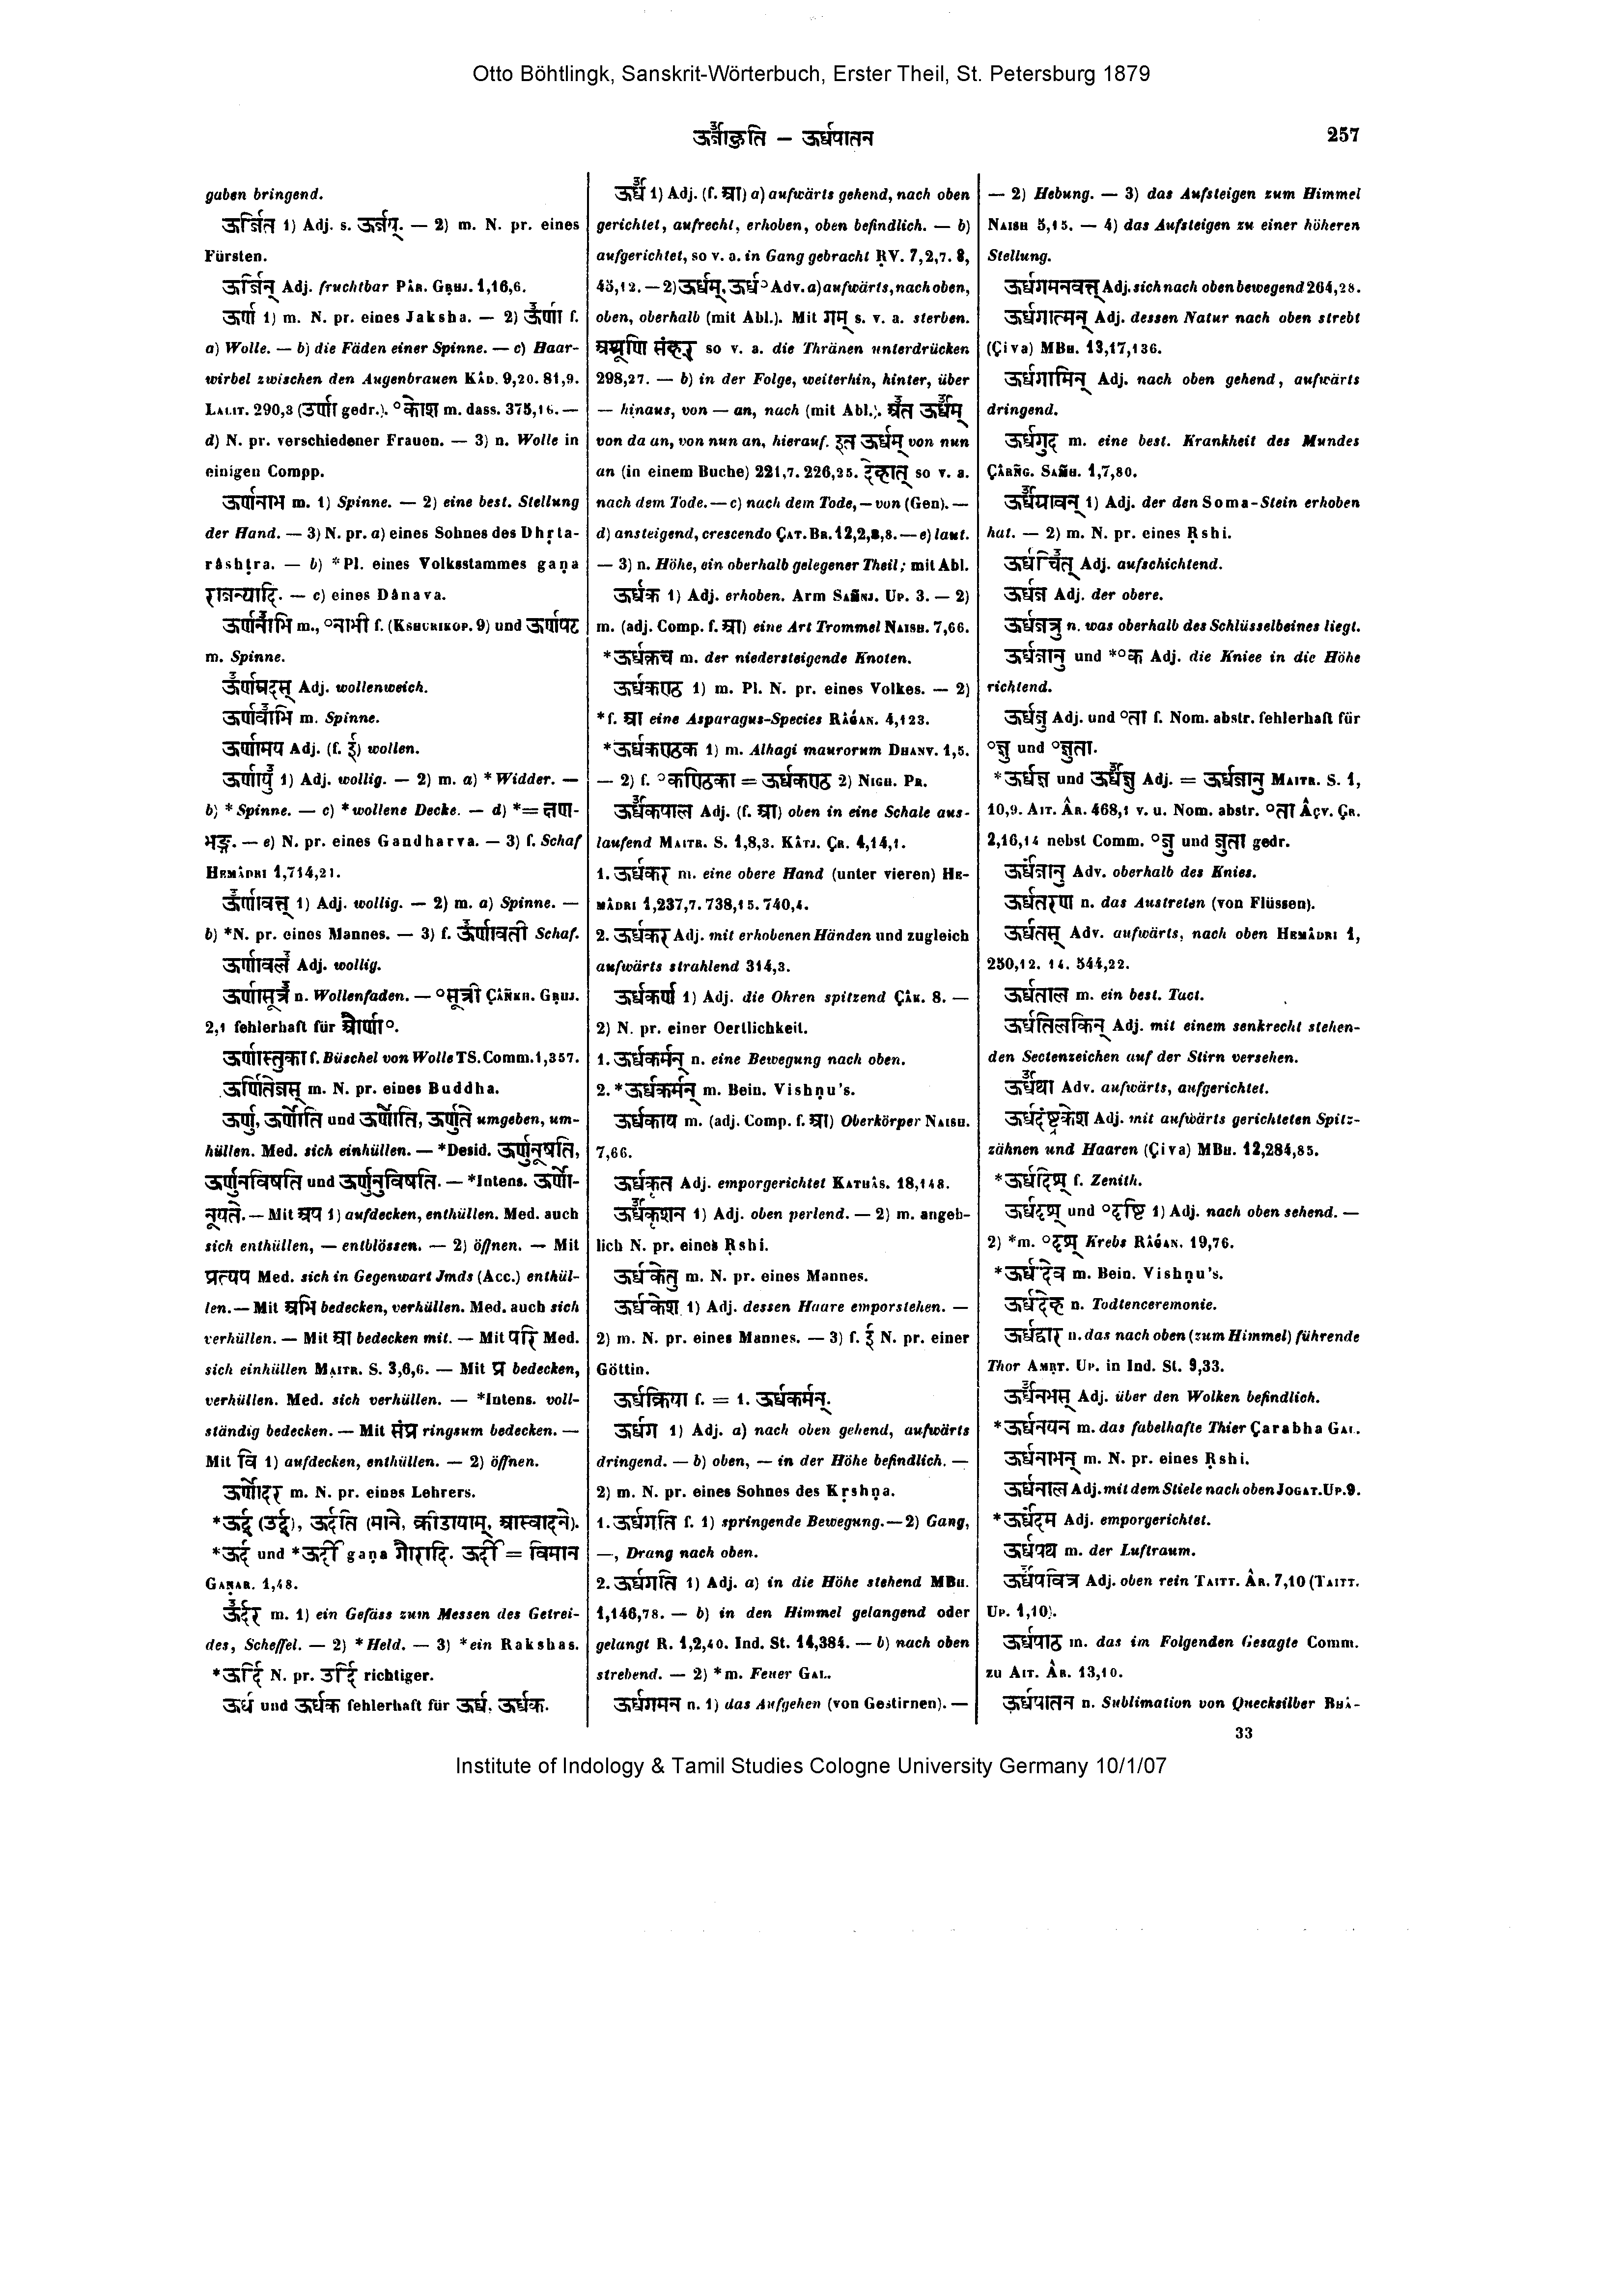 Otto Böhtlingk, Sanskrit-Wörterbuch, Erster Theil, St. Petersburg 1879
ऊर्जाकृति – ऊर्ध्वपातन
257
gaben bringend.
ऊर्जित 1) Adj. s. ऊर्जय्. — 2) m. N. pr. eines
Fürsten.
ऊर्जिन् Adj. fruchtbar Pâr. Gṛhj. 1,16,6.
ऊर्ण 1) m. N. pr. eines Jaksha. — 2) ऊर्णा f.
a) Wolle. — b) die Fäden einer Spinne. — c) Haar-
wirbel zwischen den Augenbrauen Kâd. 9,20. 81,9.
Lalit. 290,3 (उर्णा gedr.). °कोश m. dass. 375,16. —
d) N. pr. verschiedener Frauen. — 3) n. Wolle in
einigen Compp.
ऊर्णनाभ m. 1) Spinne. — 2) eine best. Stellung
der Hand. — 3) N. pr. a) eines Sohnes des Dhṛta-
râshṭra. — b) *Pl. eines Volksstammes gaṇa
राजन्यादि. — c) eines Dânava.
ऊर्णनाभि m., °नाभी f. (Kshurikop. 9) und ऊर्णपट
m. Spinne.
ऊर्णम्रदस् Adj. wollenweich.
ऊर्णवाभि m. Spinne.
ऊर्णामय Adj. (f. ई) wollen.
ऊर्णायु 1) Adj. wollig. — 2) m. a) *Widder. —
b) *Spinne. — c) *wollene Decke. — d) *= क्षण-
भङ्ग. — e) N. pr. eines Gandharva. — 3) f. Schaf
Hemâdri 1,714,21.
ऊर्णावत् 1) Adj. wollig. — 2) m. a) Spinne. —
b) *N. pr. eines Mannes. — 3) f. ऊर्णावती Schaf.
ऊर्णावल Adj. wollig.
ऊर्णासूत्र n. Wollenfaden. — °सूत्री Çâñkh. Gṛhj.
2,1 fehlerhaft für और्णा°.
ऊर्णास्तुका f. Büschel von Wolle TS. Comm. 1,357.
ऊर्णितेजस् m. N. pr. eines Buddha.
ऊर्णु, ऊर्णोति und ऊर्णौति, ऊर्णुते umgeben, um-
hüllen. Med. sich einhüllen. — *Desid. ऊर्णुनूषति,
ऊर्णुनविषति und ऊर्णुनुविषति. — *Intens. ऊर्णो-
नूयते. — Mit अप 1) aufdecken, enthüllen. Med. auch
sich enthüllen, — entblössen. — 2) öffnen. — Mit
प्रत्यप Med. sich in Gegenwart Jmds (Acc.) enthül-
len. — Mit अभि bedecken, verhüllen. Med. auch sich
verhüllen. — Mit आ bedecken mit. — Mit परि Med.
sich einhüllen Maitr. S. 3,6,6. — Mit प्र bedecken,
verhüllen. Med. sich verhüllen. — *Intens. voll-
ständig bedecken. — Mit संप्र ringsum bedecken. —
Mit वि 1) aufdecken, enthüllen. — 2) öffnen.
ऊर्णोदर m. N. pr. eines Lehrers.
*ऊर्द् (उर्द्), ऊर्दते (माने, क्रीडायाम्, आस्वादने).
*ऊर्द und *ऊर्दी gaṇa गौरादि. ऊर्दी = विमान
Gaṇar. 1,48.
ऊर्दर m. 1) ein Gefäss zum Messen des Getrei-
des, Scheffel. — 2) *Held. — 3) *ein Rakshas.
*ऊर्दि N. pr. उर्दि richtiger.
ऊर्ध und ऊर्धक fehlerhaft für ऊर्ध्व, ऊर्ध्वक.
ऊर्ध्व 1) Adj. (f. आ) a) aufwärts gehend, nach oben
gerichtet, aufrecht, erhoben, oben befindlich. — b)
aufgerichtet, so v. a. in Gang gebracht ṚV. 7,2,7. 8,
45,12. — 2) ऊर्ध्वम्, ऊर्ध्व° Adv. a) aufwärts, nach oben,
oben, oberhalb (mit Abl.). Mit गम् s. v. a. sterben.
अश्रूणि संकर् so v. a. die Thränen unterdrücken
298,27. — b) in der Folge, weiterhin, hinter, über
— hinaus, von — an, nach (mit Abl.). अत ऊर्ध्वम्
von da an, von nun an, hierauf. इत ऊर्ध्वम् von nun
an (in einem Buche) 221,7. 226,25. देहात् so v. a.
nach dem Tode. — c) nach dem Tode, — von (Gen). —
d) ansteigend, crescendo Çat. Br. 12,2,8,8. — e) laut.
— 3) n. Höhe, ein oberhalb gelegener Theil; mit Abl.
ऊर्ध्वक 1) Adj. erhoben. Arm Saṁnj. Up. 3. — 2)
m. (adj. Comp. f. आ) eine Art Trommel Naish. 7,66.
*ऊर्ध्वकच m. der niedersteigende Knoten.
ऊर्ध्वकण्ठ 1) m. Pl. N. pr. eines Volkes. — 2)
*f. आ eine Asparagus-Species Râǵan. 4,123.
*ऊर्ध्वकण्ठक 1) m. Alhagi maurorum Dhanv. 1,5.
— 2) f. °कण्ठिका = ऊर्ध्वकण्ठ 2) Nigh. Pr.
ऊर्ध्वकपाल Adj. (f. आ) oben in eine Schale aus-
laufend Maitr. S. 1,8,3. Kâtj. Çr. 4,14,1.
1. ऊर्ध्वकर m. eine obere Hand (unter vieren) He-
mâdri 1,237,7. 738,15. 740,4.
2. ऊर्ध्वकर Adj. mit erhobenen Händen und zugleich
aufwärts strahlend 314,3.
ऊर्ध्वकर्ण 1) Adj. die Ohren spitzend Çâk. 8. —
2) N. pr. einer Oertlichkeit.
1. ऊर्ध्वकर्मन् n. eine Bewegung nach oben.
2. *ऊर्ध्वकर्मन् m. Bein. Vishṇu's.
ऊर्ध्वकाय m. (adj. Comp. f. आ) Oberkörper Naish.
7,66.
ऊर्ध्वकृत Adj. emporgerichtet Kathâs. 18,148.
ऊर्ध्वकृशन 1) Adj. oben perlend. — 2) m. angeb-
lich N. pr. eines Ṛshi.
ऊर्ध्वकेतु m. N. pr. eines Mannes.
ऊर्ध्वकेश 1) Adj. dessen Haare emporstehen. —
2) m. N. pr. eines Mannes. — 3) f. ई N. pr. einer
Göttin.
ऊर्ध्वक्रिया f. = 1. ऊर्ध्वकर्मन्.
ऊर्ध्वग 1) Adj. a) nach oben gehend, aufwärts
dringend. — b) oben, — in der Höhe befindlich. —
2) m. N. pr. eines Sohnes des Kṛshṇa.
1. ऊर्ध्वगति f. 1) springende Bewegung. — 2) Gang,
—, Drang nach oben.
2. ऊर्ध्वगति 1) Adj. a) in die Höhe stehend MBh.
1,146,78. — b) in den Himmel gelangend oder
gelangt R. 1,2,40. Ind. St. 14,384. — b) nach oben
strebend. — 2) *m. Feuer Gal.
ऊर्ध्वगमन n. 1) das Aufgehen (von Gestirnen). —
— 2) Hebung. — 3) das Aufsteigen zum Himmel
Naish 5,15. — 4) das Aufsteigen zu einer höheren
Stellung.
ऊर्ध्वगमनवत् Adj. sich nach oben bewegend 264,28.
ऊर्ध्वगात्मन् Adj. dessen Natur nach oben strebt
(Çiva) MBh. 13,17,136.
ऊर्ध्वगामिन् Adj. nach oben gehend, aufwärts
dringend.
ऊर्ध्वगुद m. eine best. Krankheit des Mundes
Çârñg. Saṁh. 1,7,80.
ऊर्ध्वग्रावन् 1) Adj. der den Soma-Stein erhoben
hat. — 2) m. N. pr. eines Ṛshi.
ऊर्ध्वचित् Adj. aufschichtend.
ऊर्ध्वज Adj. der obere.
ऊर्ध्वजत्रु n. was oberhalb des Schlüsselbeines liegt.
ऊर्ध्वजानु und *°क Adj. die Kniee in die Höhe
richtend.
ऊर्ध्वजु Adj. und °ता f. Nom. abstr. fehlerhaft für
°ज्ञु und °ज्ञुता.
*ऊर्ध्वज्ञ und ऊर्ध्वज्ञु Adj. = ऊर्ध्वजानु Maitr. S. 1,
10,9. Ait. Âr. 468,1 v. u. Nom. abstr. °ता Âçv. Çr.
2,16,14 nebst Comm. °जु und जुता gedr.
ऊर्ध्वंजानु Adv. oberhalb des Knies.
ऊर्ध्वतरण n. das Austreten (von Flüssen).
ऊर्ध्वतस् Adv. aufwärts, nach oben Hemâdri 1,
250,12. 14. 544,22.
ऊर्ध्वताल m. ein best. Tact.
ऊर्ध्वतिलकिन् Adj. mit einem senkrecht stehen-
den Sectenzeichen auf der Stirn versehen.
ऊर्ध्वथा Adv. aufwärts, aufgerichtet.
ऊर्ध्वदंष्ट्रकेश Adj. mit aufwärts gerichteten Spitz-
zähnen und Haaren (Çiva) MBh. 12,284,85.
*ऊर्ध्वदिश् f. Zenith.
ऊर्ध्वदृश् und °दृष्टि 1) Adj. nach oben sehend. —
2) *m. °दृश् Krebs Râǵan. 19,76.
*ऊर्ध्वदेव m. Bein. Vishṇu's.
ऊर्ध्वदेह n. Todtenceremonie.
ऊर्ध्वद्वार n. das nach oben (zum Himmel) führende
Thor Amṛt. Up. in Ind. St. 9,33.
ऊर्ध्वनभस् Adj. über den Wolken befindlich.
*ऊर्ध्वनयन m. das fabelhafte Thier Çarabha Gal.
ऊर्ध्वनाभन् m. N. pr. eines Ṛshi.
ऊर्ध्वनाल Adj. mit dem Stiele nach oben Jogat. Up. 9.
*ऊर्ध्वंदम Adj. emporgerichtet.
ऊर्ध्वपथ m. der Luftraum.
ऊर्ध्वपवित्र Adj. oben rein Taitt. Âr. 7,10 (Taitt.
Up. 1,10).
ऊर्ध्वपाठ m. das im Folgenden Gesagte Comm.
zu Ait. Âr. 13,10.
ऊर्ध्वपातन n. Sublimation von Quecksilber Bhâ-
33
Institute of Indology & Tamil Studies Cologne University Germany 10/1/07